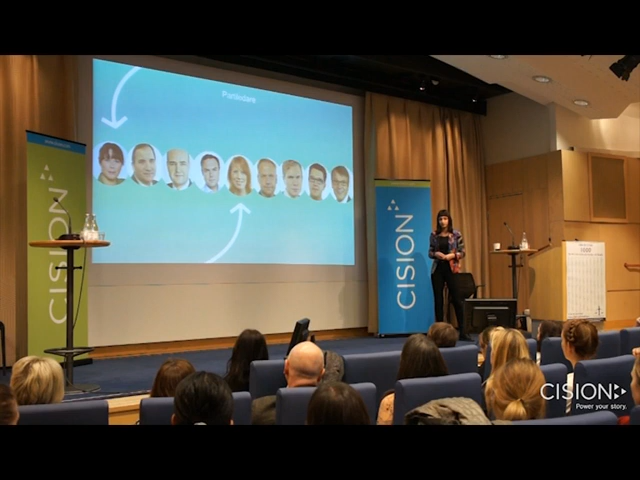 Partiledare
CISION
CISION
CISION
Power your story.